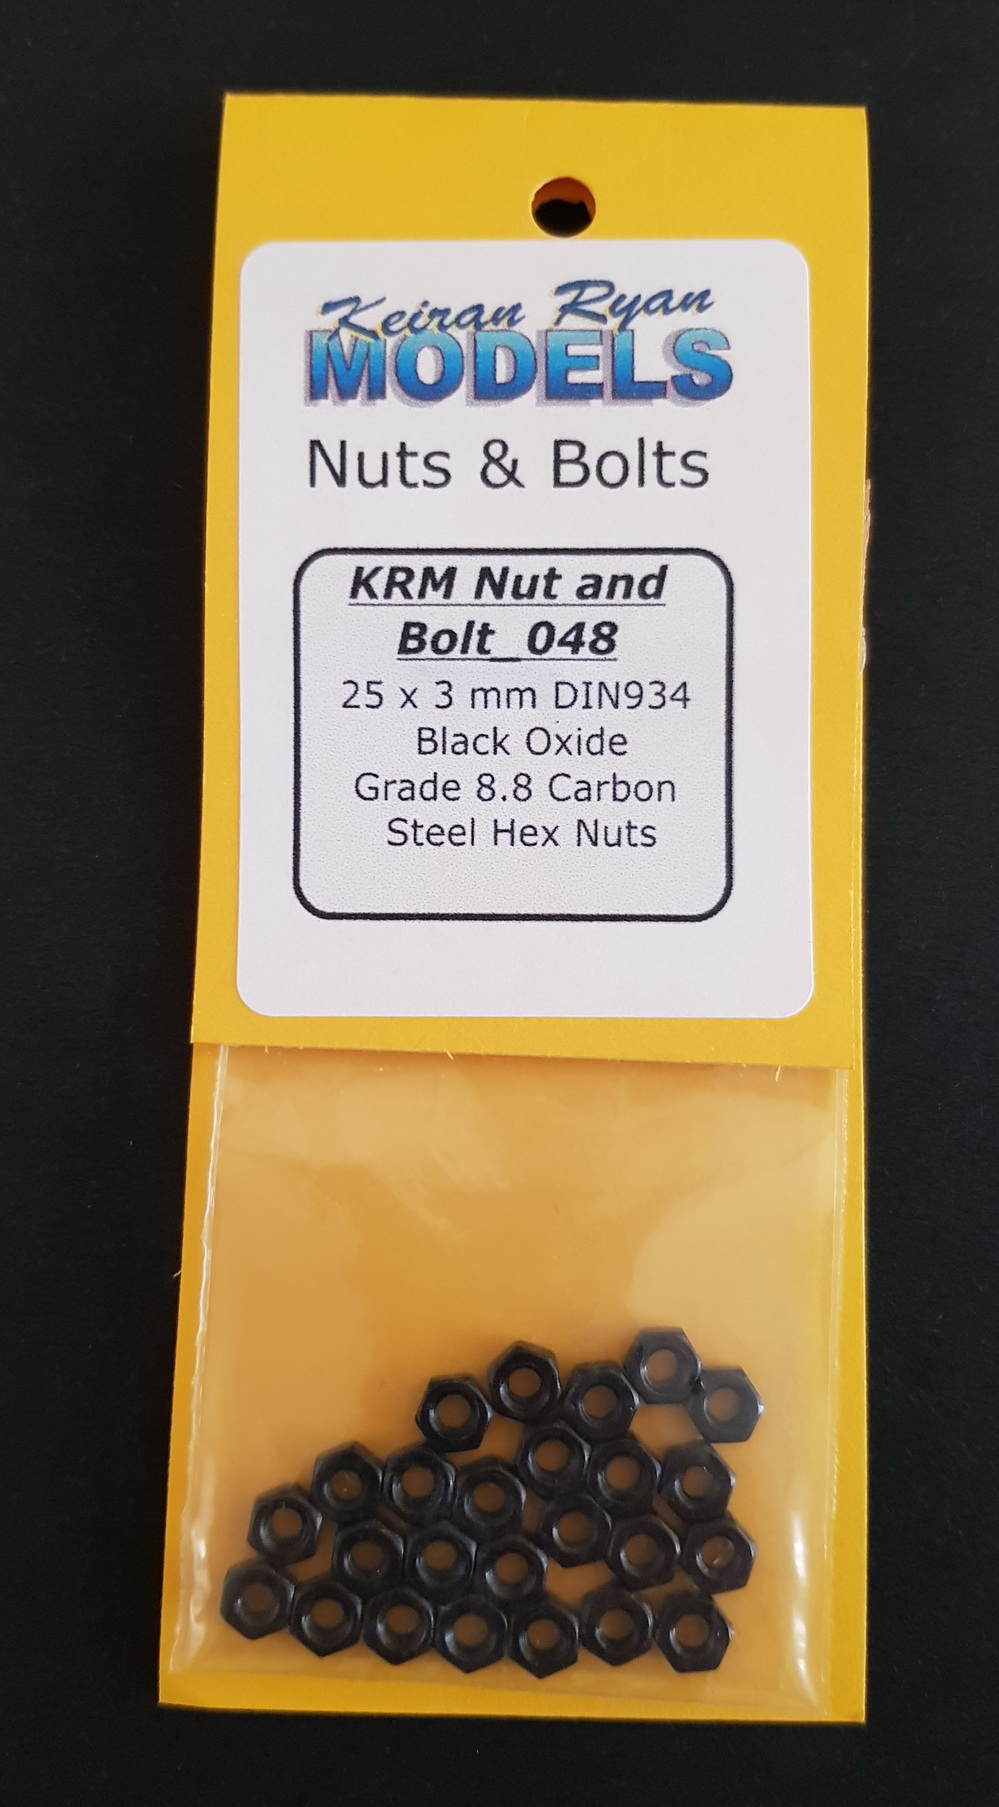 Keiran Ryan
MODELS
Nuts & Bolts
KRM Nut and
Bolt_048
25 x 3 mm DIN934
Black Oxide
Grade 8.8 Carbon
Steel Hex Nuts